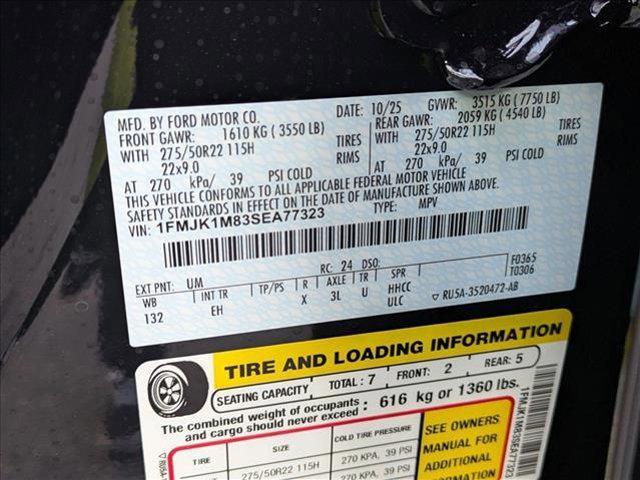 MFD. BY FORD MOTOR CO.
DATE: 10/25 GVWR: 3515 KG ( 7750 LB)
FRONT GAWR: 1610 KG ( 3550 LB)
REAR GAWR: 2059 KG ( 4540 LB)
WITH 275/50R22 115H TIRES
WITH 275/50R22 115H TIRES
22x9.0 RIMS
22x9.0 RIMS
AT 270 kPa/ 39 PSI COLD
AT 270 kPa/ 39 PSI COLD
THIS VEHICLE CONFORMS TO ALL APPLICABLE FEDERAL MOTOR VEHICLE
SAFETY STANDARDS IN EFFECT ON THE DATE OF MANUFACTURE SHOWN ABOVE.
VIN: 1FMJK1M83SEA77323 TYPE: MPV
F0365
T0306
EXT PNT: UM RC: 24 DSO:
WB INT TR TP/PS R AXLE TR SPR
132 EH X 3L U HHCC
ULC
▽ RU5A-3520472-AB
TIRE AND LOADING INFORMATION
SEATING CAPACITY TOTAL: 7 FRONT: 2 REAR: 5
The combined weight of occupants
and cargo should never exceed: 616 kg or 1360 lbs.
TIRE SIZE COLD TIRE PRESSURE
275/50R22 115H 270 KPA, 39 PSI
SEE OWNERS
MANUAL FOR
ADDITIONAL
1FMJK1M83SEA77323
▽ RU5A